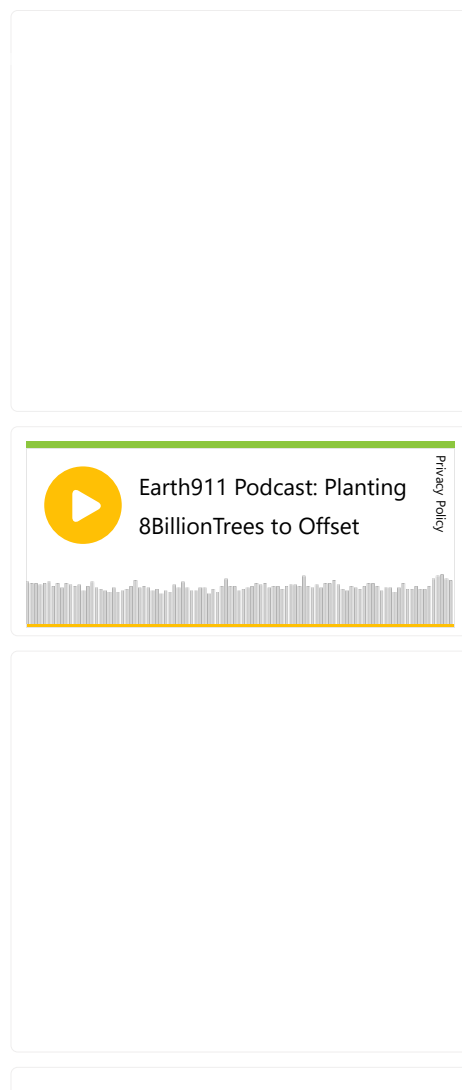 Earth911 Podcast: Planting
8BillionTrees to Offset
Privacy Policy